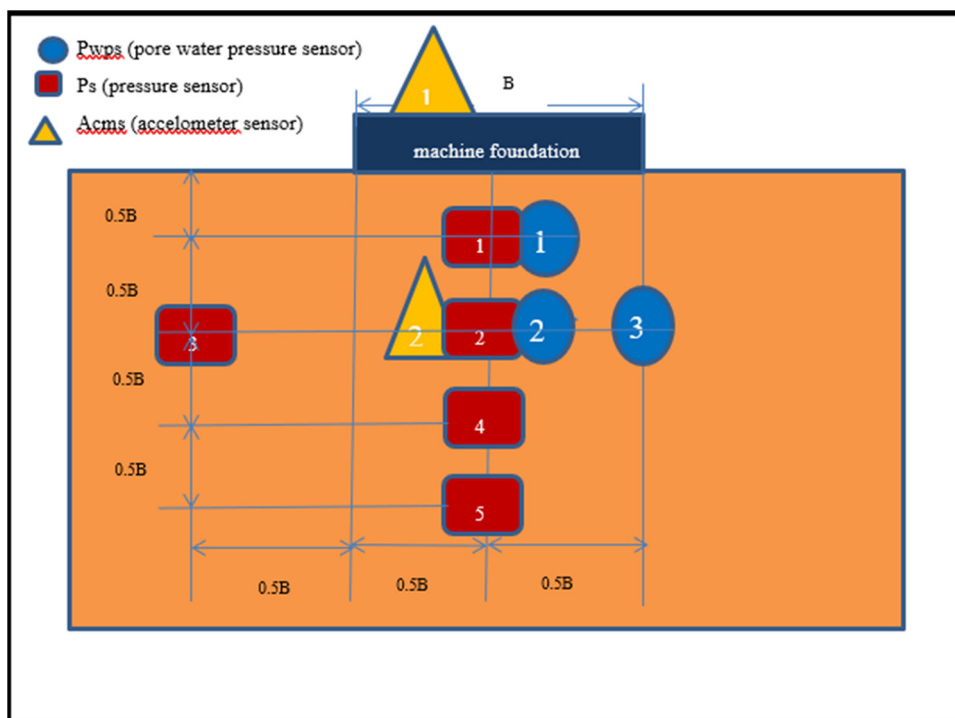 Pwps (pore water pressure sensor)
Ps (pressure sensor)
Acms (accelometer sensor)
1
B
machine foundation
0.5B
1
1
0.5B
3
2
2
2
3
0.5B
4
0.5B
5
0.5B
0.5B
0.5B